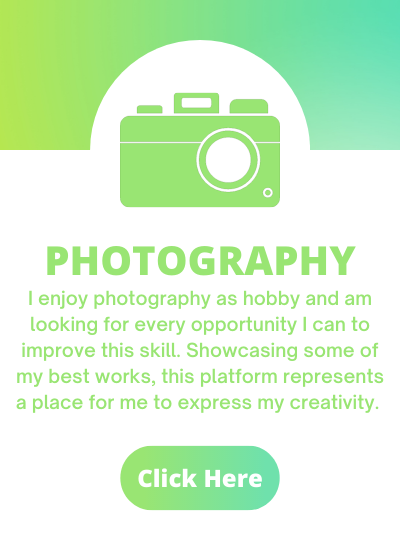 PHOTOGRAPHY
I enjoy photography as hobby and am
looking for every opportunity I can to
improve this skill. Showcasing some of
my best works, this platform represents
a place for me to express my creativity.
Click Here